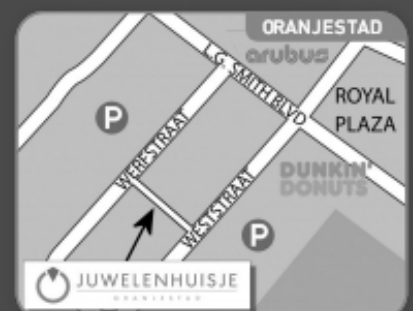 ORANJESTAD
arubus
L.G. SMITH BLVD
ROYAL
PLAZA
P
WERFSTRAAT
DUNKIN'
DONUTS
WESTSTRAAT
P
JUWELENHUISJE
ORANJESTAD